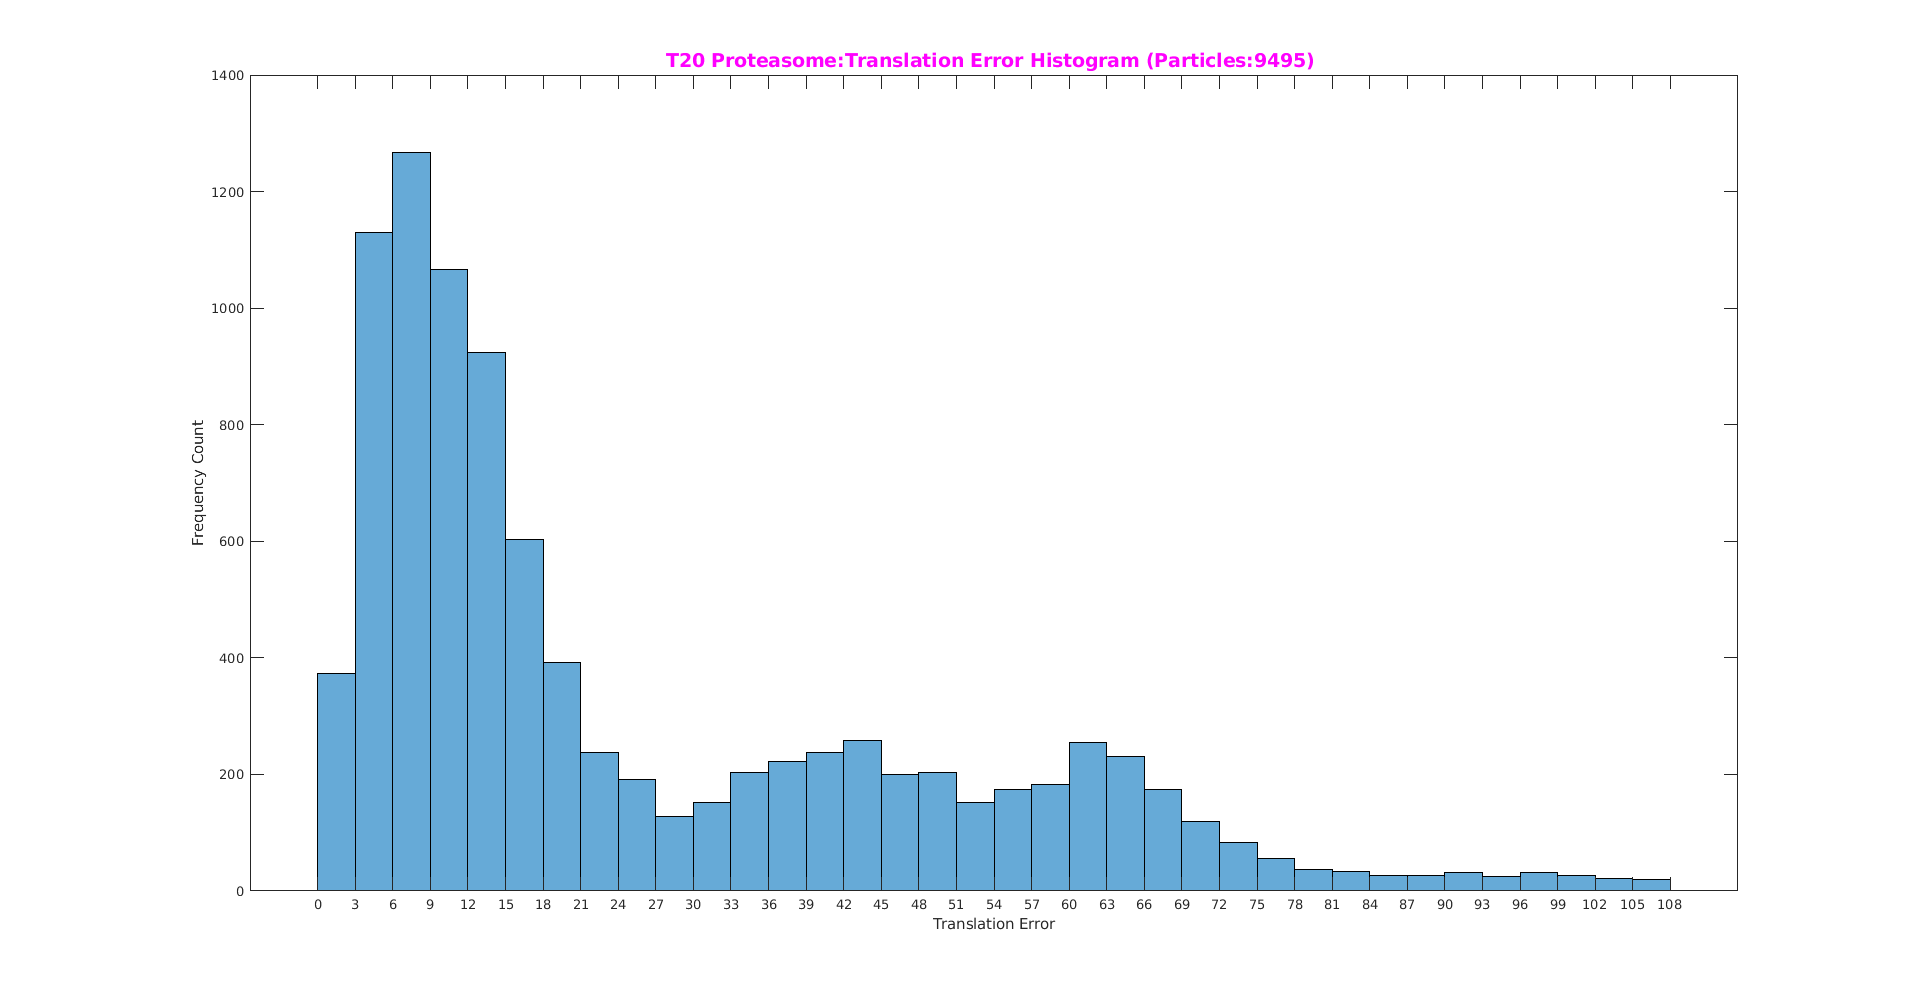 T20 Proteasome:Translation Error Histogram (Particles:9495)
1400
1200
1000
800
600
400
200
0
Frequency Count
0 3 6 9 12 15 18 21 24 27 30 33 36 39 42 45 48 51 54 57 60 63 66 69 72 75 78 81 84 87 90 93 96 99 102 105 108
Translation Error